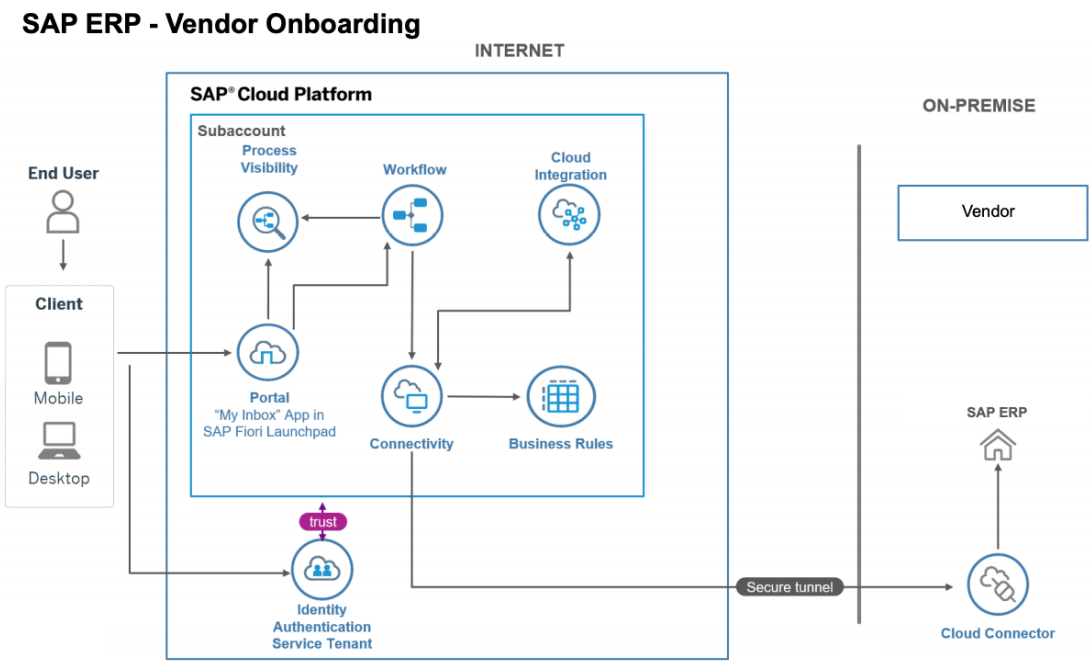 SAP ERP - Vendor Onboarding
INTERNET
SAP® Cloud Platform
ON-PREMISE
Subaccount
Process
Visibility
Workflow
Cloud
Integration
End User
Vendor
Client
Mobile
Desktop
Portal
“My Inbox” App in
SAP Fiori Launchpad
Connectivity
Business Rules
SAP ERP
trust
Secure tunnel
Identity
Authentication
Service Tenant
Cloud Connector